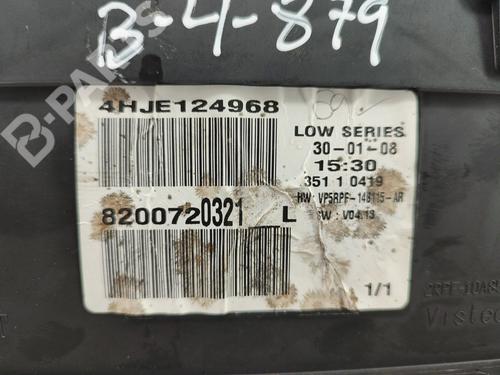 B-4-879
4HJE124968
LOW SERIES
30-01-08
15:30
351 1 0419
HW: VP5RPF-14B115-AR
SW : V04.13
8200720321 L
1/1